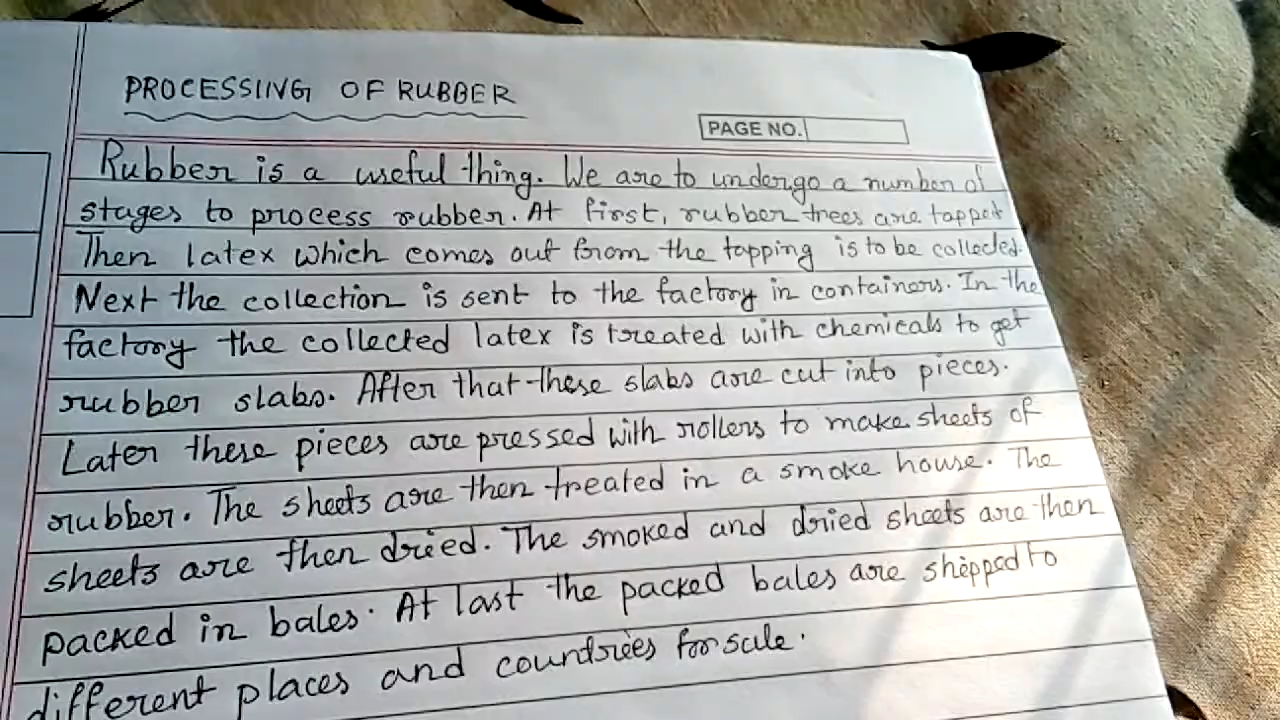 PROCESSING OF RUBBER
PAGE NO.
Rubber is a useful thing. We are to undergo a number of
stages to process rubber. At first, rubber trees are tapped
Then latex which comes out from the tapping is to be collected.
Next the collection is sent to the factory in containers. In the
factory the collected latex is treated with chemicals to get
rubber slabs. After that these slabs are cut into pieces.
Later these pieces are pressed with rollers to make sheets of
rubber. The sheets are then treated in a smoke house. The
sheets are then dried. The smoked and dried sheets are then
packed in bales. At last the packed bales are shipped to
different places and countries for sale.